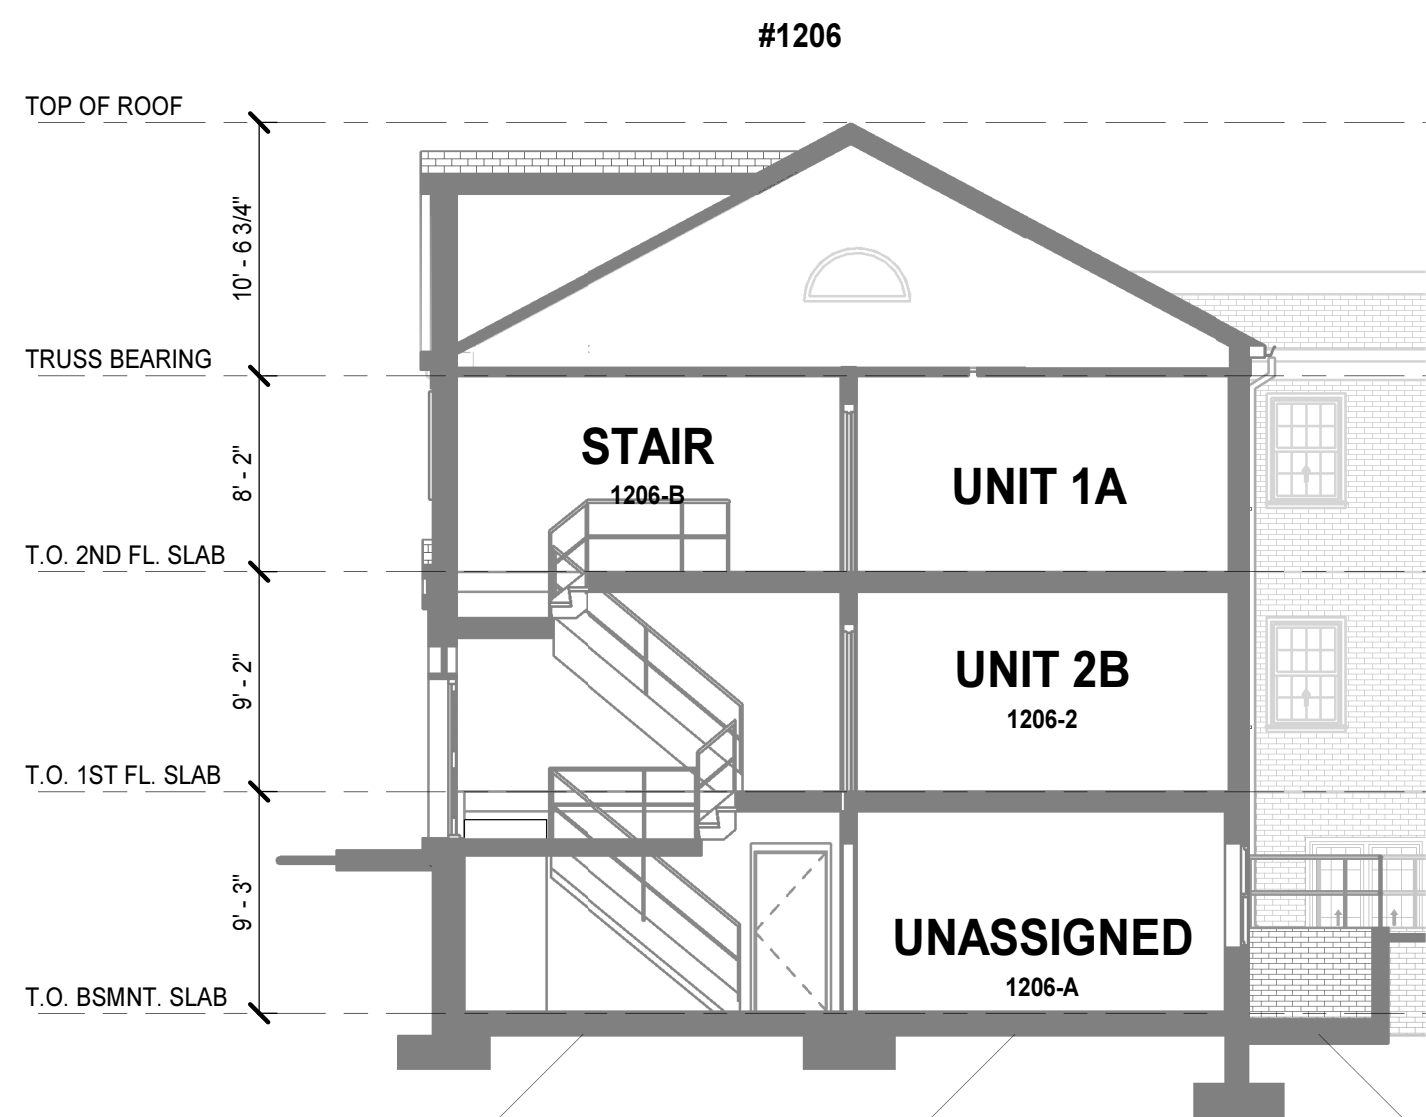 #1206
TOP OF ROOF
10' - 6 3/4"
TRUSS BEARING
8' - 2"
STAIR
1206-B
UNIT 1A
T.O. 2ND FL. SLAB
9' - 2"
UNIT 2B
1206-2
T.O. 1ST FL. SLAB
9' - 3"
UNASSIGNED
1206-A
T.O. BSMNT. SLAB